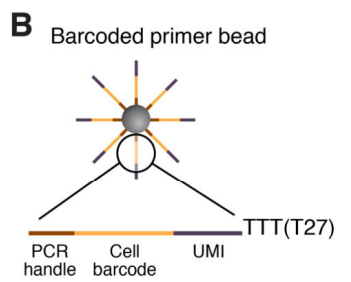 B
Barcoded primer bead
TTT(T27)
PCR handle
Cell barcode
UMI